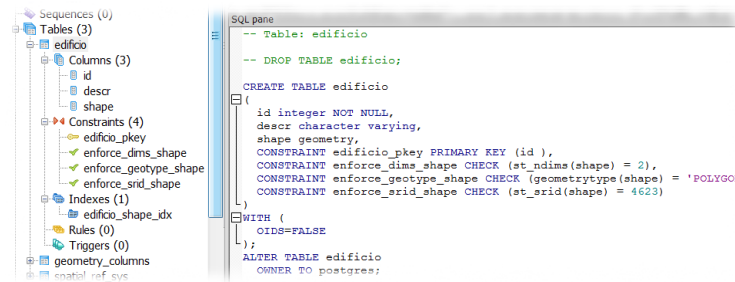 Sequences (0)
Tables (3)
edificio
Columns (3)
id
descr
shape
Constraints (4)
edificio_pkey
enforce_dims_shape
enforce_geotype_shape
enforce_srid_shape
Indexes (1)
edificio_shape_idx
Rules (0)
Triggers (0)
geometry_columns
spatial_ref_sys
SQL pane
-- Table: edificio
-- DROP TABLE edificio;
CREATE TABLE edificio
(
id integer NOT NULL,
descr character varying,
shape geometry,
CONSTRAINT edificio_pkey PRIMARY KEY (id ),
CONSTRAINT enforce_dims_shape CHECK (st_ndims(shape) = 2),
CONSTRAINT enforce_geotype_shape CHECK (geometrytype(shape) = 'POLYGO
CONSTRAINT enforce_srid_shape CHECK (st_srid(shape) = 4623)
)
WITH (
OIDS=FALSE
);
ALTER TABLE edificio
OWNER TO postgres;